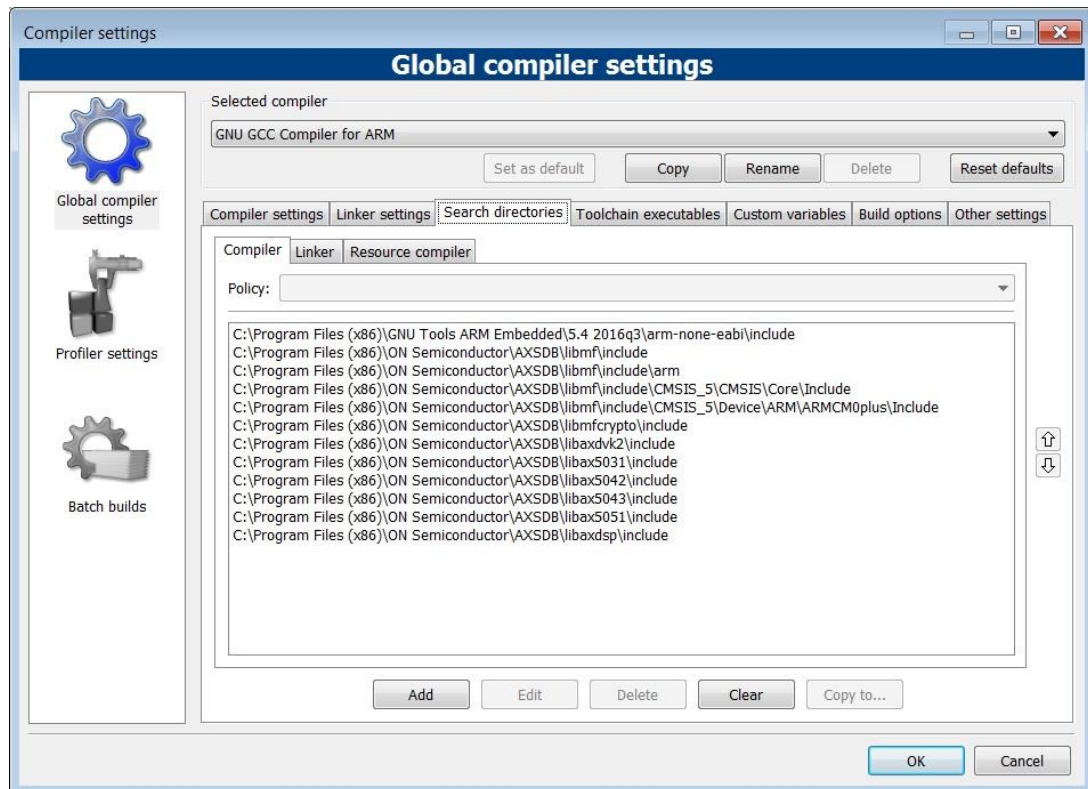 Compiler settings
Global compiler settings
Global compiler
settings
Profiler settings
Batch builds
Selected compiler
GNU GCC Compiler for ARM
Set as default Copy Rename Delete Reset defaults
Compiler settings Linker settings Search directories Toolchain executables Custom variables Build options Other settings
Compiler Linker Resource compiler
Policy:
C:\Program Files (x86)\GNU Tools ARM Embedded\5.4 2016q3\arm-none-eabi\include
C:\Program Files (x86)\ON Semiconductor\AXSDB\libmf\include
C:\Program Files (x86)\ON Semiconductor\AXSDB\libmf\include\arm
C:\Program Files (x86)\ON Semiconductor\AXSDB\libmf\include\CMSIS_5\CMSIS\Core\Include
C:\Program Files (x86)\ON Semiconductor\AXSDB\libmf\include\CMSIS_5\Device\ARM\ARMCM0plus\Include
C:\Program Files (x86)\ON Semiconductor\AXSDB\libmfcrypto\include
C:\Program Files (x86)\ON Semiconductor\AXSDB\libaxdvk2\include
C:\Program Files (x86)\ON Semiconductor\AXSDB\libax5031\include
C:\Program Files (x86)\ON Semiconductor\AXSDB\libax5042\include
C:\Program Files (x86)\ON Semiconductor\AXSDB\libax5043\include
C:\Program Files (x86)\ON Semiconductor\AXSDB\libax5051\include
C:\Program Files (x86)\ON Semiconductor\AXSDB\libaxdsp\include
Add Edit Delete Clear Copy to...
OK Cancel